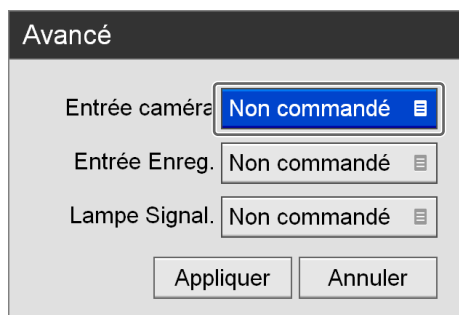 Avancé
Entrée caméra Non commandé
Entrée Enreg. Non commandé
Lampe Signal. Non commandé
Appliquer Annuler